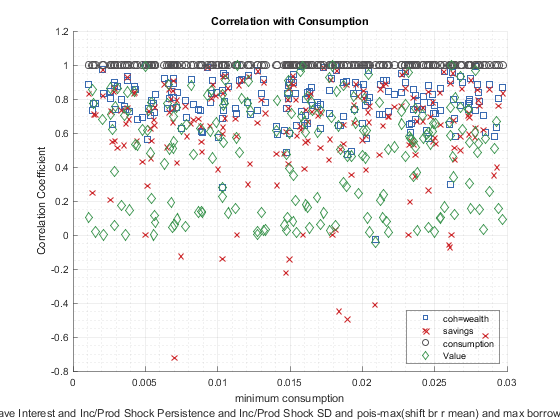 Correlation with Consumption
1.2
1
0.8
0.6
0.4
0.2
0
-0.2
-0.4
-0.6
-0.8
Correlation Coefficient
coh=wealth
savings
consumption
Value
0 0.005 0.01 0.015 0.02 0.025 0.03
minimum consumption
ave Interest and Inc/Prod Shock Persistence and Inc/Prod Shock SD and pois-max(shift br r mean) and max borrow